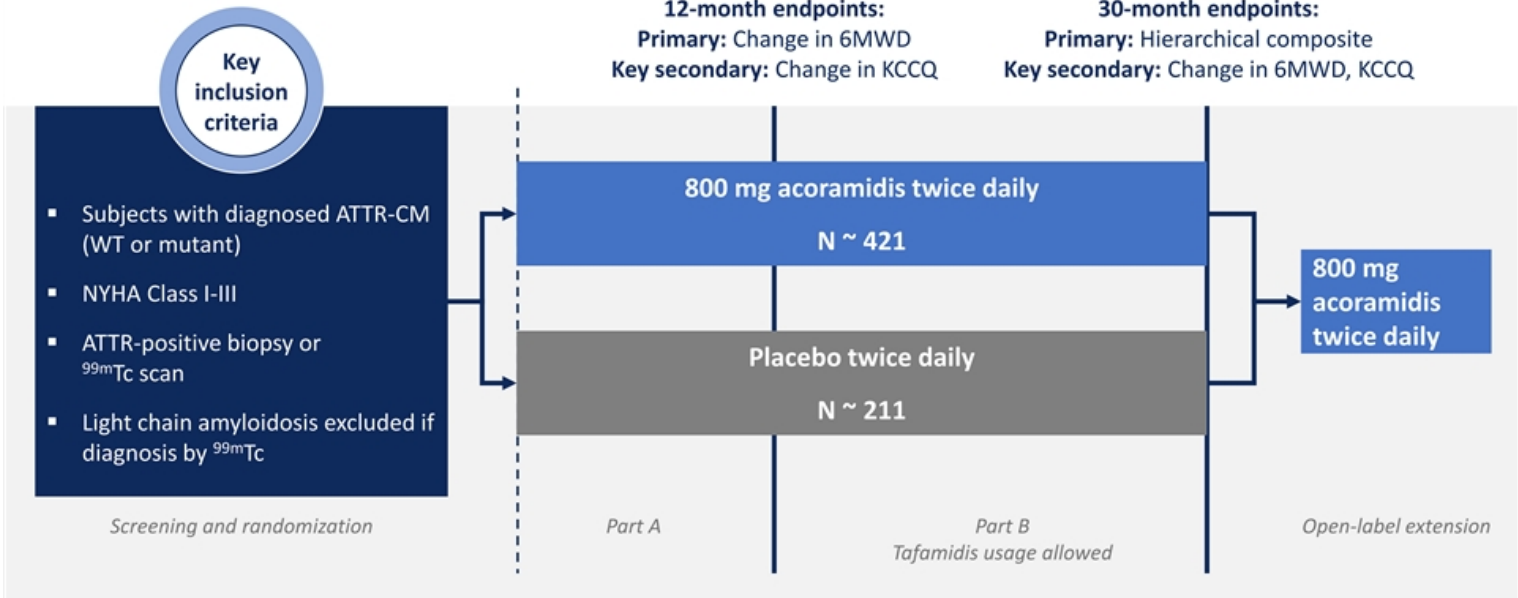 12-month endpoints:
Primary: Change in 6MWD
Key secondary: Change in KCCQ
30-month endpoints:
Primary: Hierarchical composite
Key secondary: Change in 6MWD, KCCQ
Key
inclusion
criteria
▪ Subjects with diagnosed ATTR-CM
(WT or mutant)
▪ NYHA Class I-III
▪ ATTR-positive biopsy or
99mTc scan
▪ Light chain amyloidosis excluded if
diagnosis by 99mTc
800 mg acoramidis twice daily
N ~ 421
Placebo twice daily
N ~ 211
800 mg
acoramidis
twice daily
Screening and randomization
Part A
Part B
Tafamidis usage allowed
Open-label extension